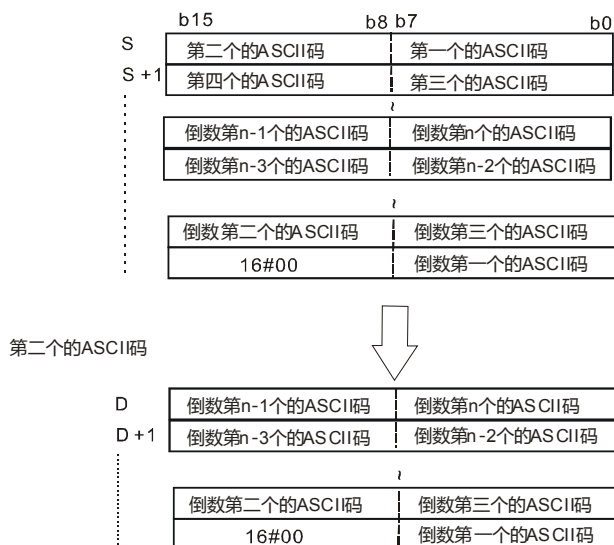 b15 b8 b7 b0
S 第二个的ASCII码 第一个的ASCII码
S+1 第四个的ASCII码 第三个的ASCII码
~
倒数第n-1个的ASCII码 倒数第n个的ASCII码
倒数第n-3个的ASCII码 倒数第n-2个的ASCII码
~
倒数第二个的ASCII码 倒数第三个的ASCII码
16#00 倒数第一个的ASCII码
第二个的ASCII码
D 倒数第n-1个的ASCII码 倒数第n个的ASCII码
D+1 倒数第n-3个的ASCII码 倒数第n-2个的ASCII码
~
倒数第二个的ASCII码 倒数第三个的ASCII码
16#00 倒数第一个的ASCII码